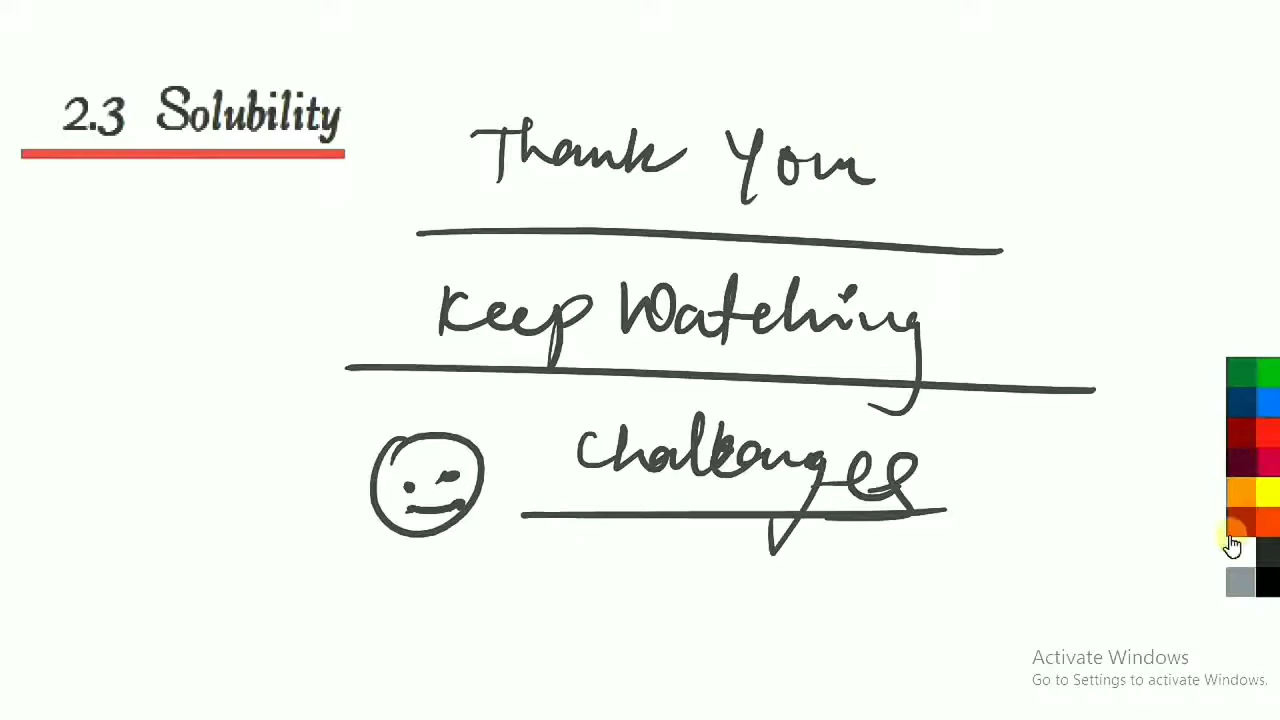 2.3 Solubility
Thank You
Keep Watching
Challenges
Activate Windows
Go to Settings to activate Windows.